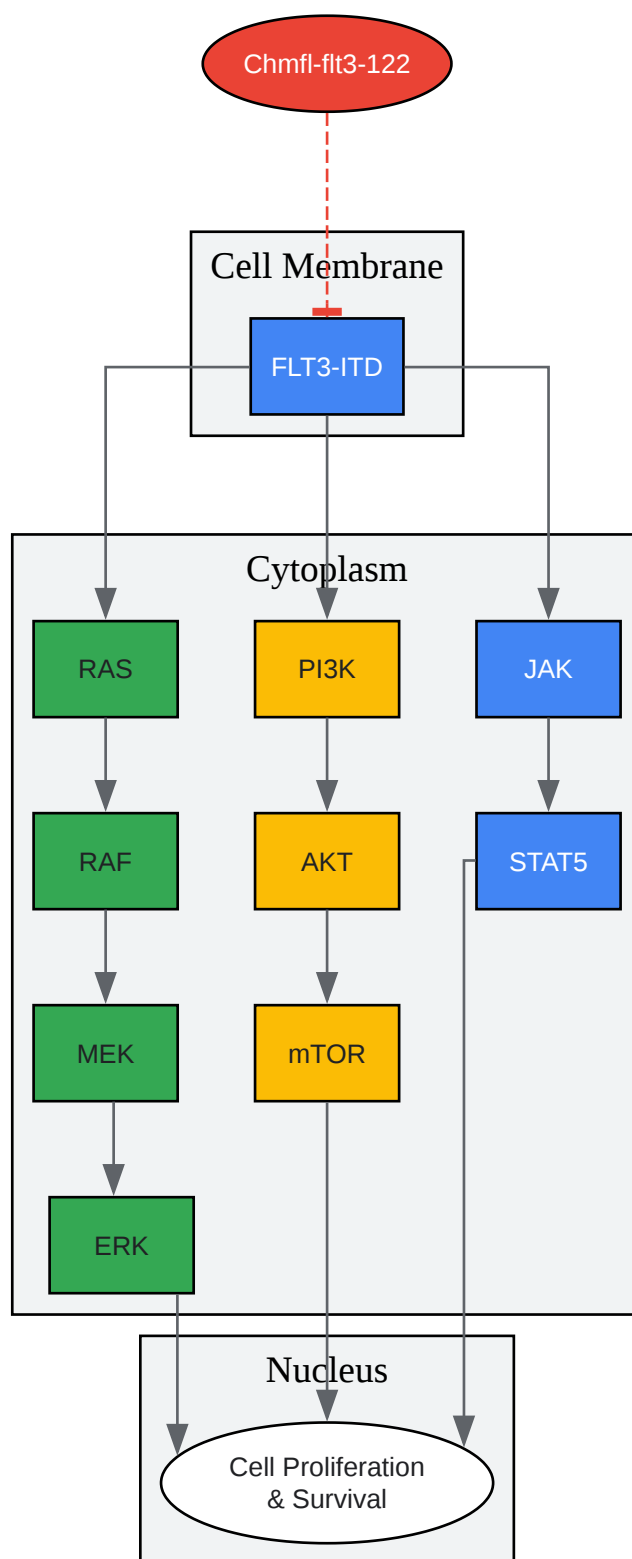 Chmfl-flt3-122
Cell Membrane
FLT3-ITD
Cytoplasm
RAS
PI3K
JAK
RAF
AKT
STAT5
MEK
mTOR
ERK
Nucleus
Cell Proliferation
& Survival